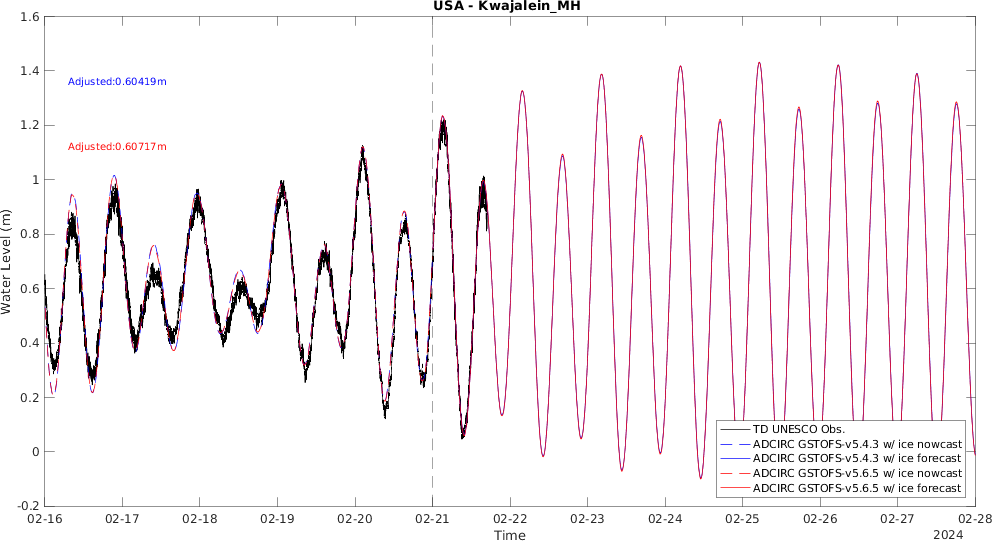 USA - Kwajalein_MH
1.6
1.4
1.2
1
0.8
0.6
0.4
0.2
0
-0.2
Water Level (m)
Adjusted:0.60419m
Adjusted:0.60717m
TD UNESCO Obs.
ADCIRC GSTOFS-v5.4.3 w/ ice nowcast
ADCIRC GSTOFS-v5.4.3 w/ ice forecast
ADCIRC GSTOFS-v5.6.5 w/ ice nowcast
ADCIRC GSTOFS-v5.6.5 w/ ice forecast
02-16 02-17 02-18 02-19 02-20 02-21 02-22 02-23 02-24 02-25 02-26 02-27 02-28
Time
2024